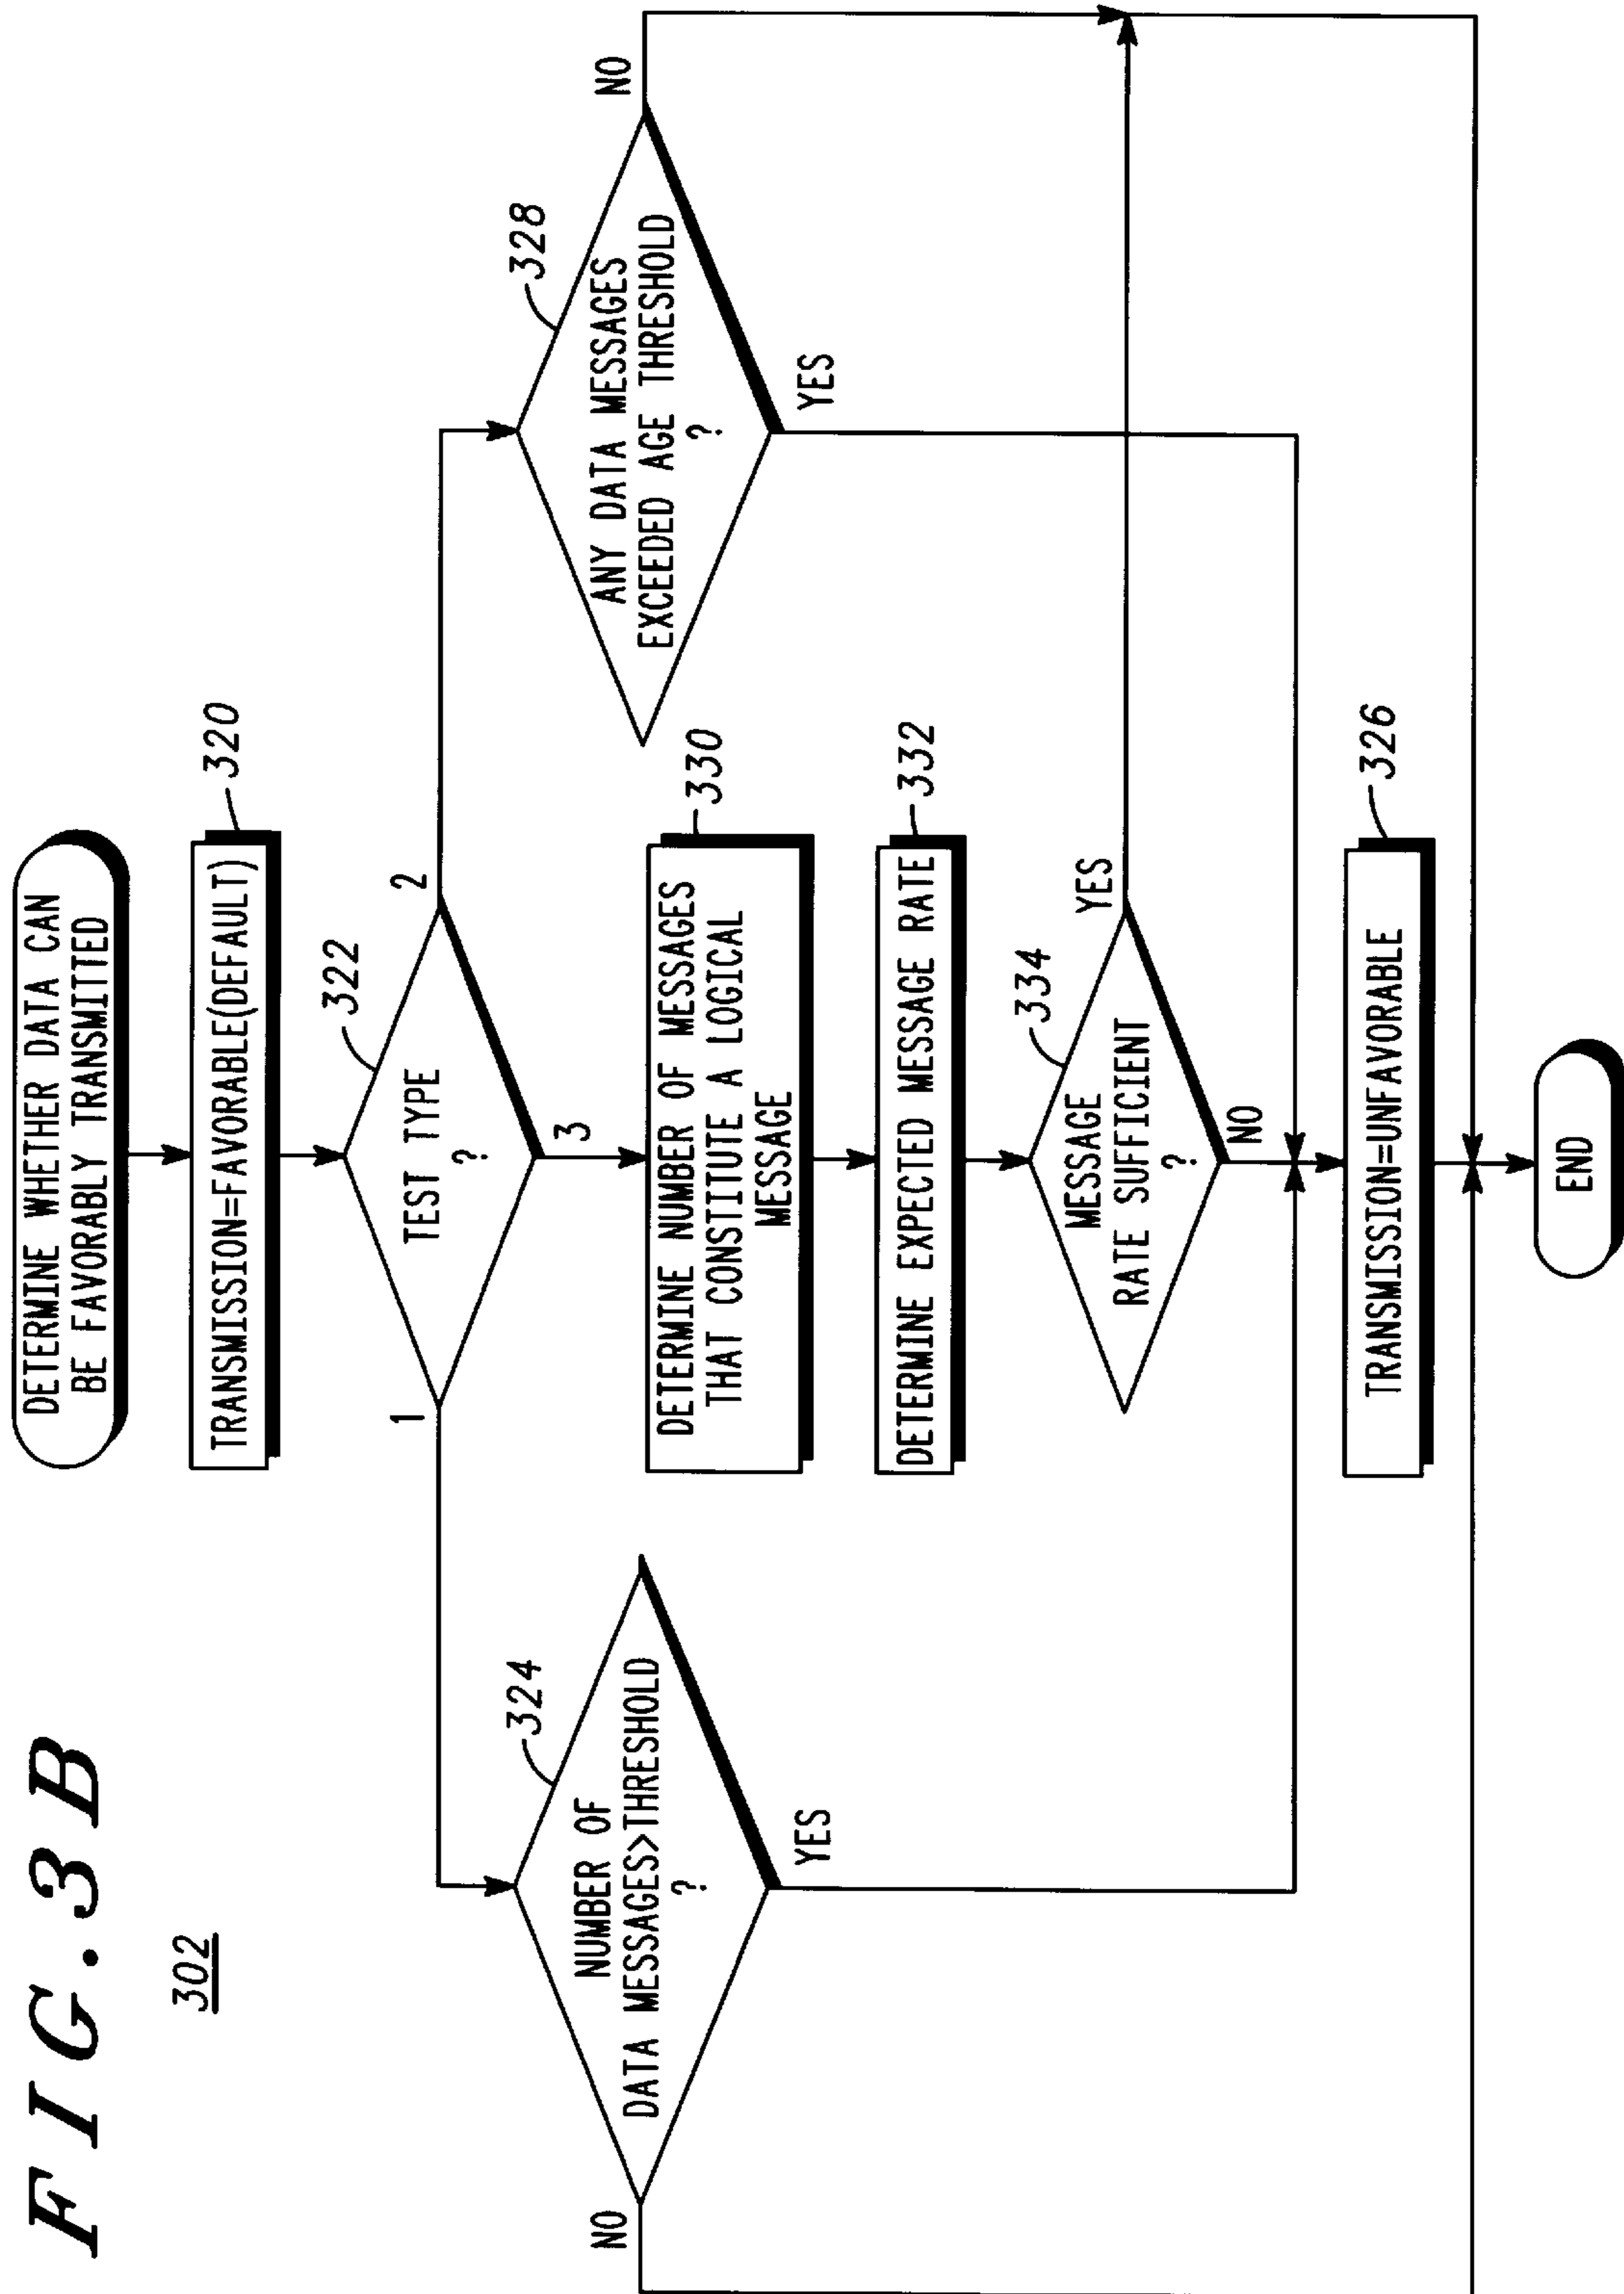 FIG. 3B
302
DETERMINE WHETHER DATA CAN
BE FAVORABLY TRANSMITTED
TRANSMISSION=FAVORABLE(DEFAULT)
320
322
TEST TYPE
?
1
2
3
324
NUMBER OF
DATA MESSAGES>THRESHOLD
?
NO
YES
328
ANY DATA MESSAGES
EXCEEDED AGE THRESHOLD
?
NO
YES
330
DETERMINE NUMBER OF MESSAGES
THAT CONSTITUTE A LOGICAL
MESSAGE
332
DETERMINE EXPECTED MESSAGE RATE
334
MESSAGE
RATE SUFFICIENT
?
YES
NO
326
TRANSMISSION=UNFAVORABLE
END